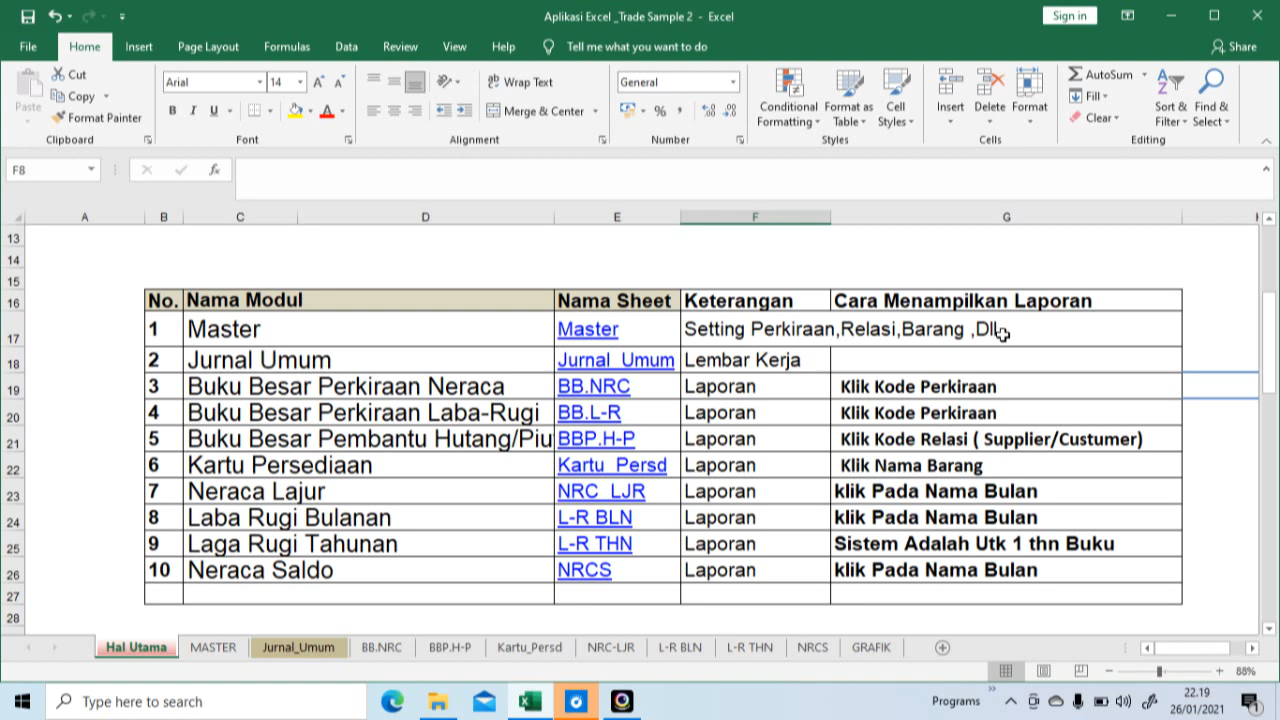 Aplikasi Excel _Trade Sample 2 - Excel
Sign in
File Home Insert Page Layout Formulas Data Review View Help Tell me what you want to do Share
Paste
Cut
Copy
Format Painter
Clipboard
Arial 14
B I U
Font
Wrap Text
Merge & Center
Alignment
General
Number
Conditional Formatting
Format as Table
Cell Styles
Styles
Insert Delete Format
Cells
AutoSum
Fill
Clear
Sort & Filter
Find & Select
Editing
F8 fx
A B C D E F G
13
14
15
16 No. Nama Modul Nama Sheet Keterangan Cara Menampilkan Laporan
17 1 Master Master Setting Perkiraan,Relasi,Barang ,Dll
18 2 Jurnal Umum Jurnal_Umum Lembar Kerja
19 3 Buku Besar Perkiraan Neraca BB.NRC Laporan Klik Kode Perkiraan
20 4 Buku Besar Perkiraan Laba-Rugi BB.L-R Laporan Klik Kode Perkiraan
21 5 Buku Besar Pembantu Hutang/Piu BBP.H-P Laporan Klik Kode Relasi ( Supplier/Custumer)
22 6 Kartu Persediaan Kartu_Persd Laporan Klik Nama Barang
23 7 Neraca Lajur NRC_LJR Laporan klik Pada Nama Bulan
24 8 Laba Rugi Bulanan L-R BLN Laporan klik Pada Nama Bulan
25 9 Laga Rugi Tahunan L-R THN Laporan Sistem Adalah Utk 1 thn Buku
26 10 Neraca Saldo NRCS Laporan klik Pada Nama Bulan
27
28
Hal Utama MASTER Jurnal_Umum BB.NRC BBP.H-P Kartu_Persd NRC-LJR L-R BLN L-R THN NRCS GRAFIK
88%
Type here to search
Programs
22.19
26/01/2021